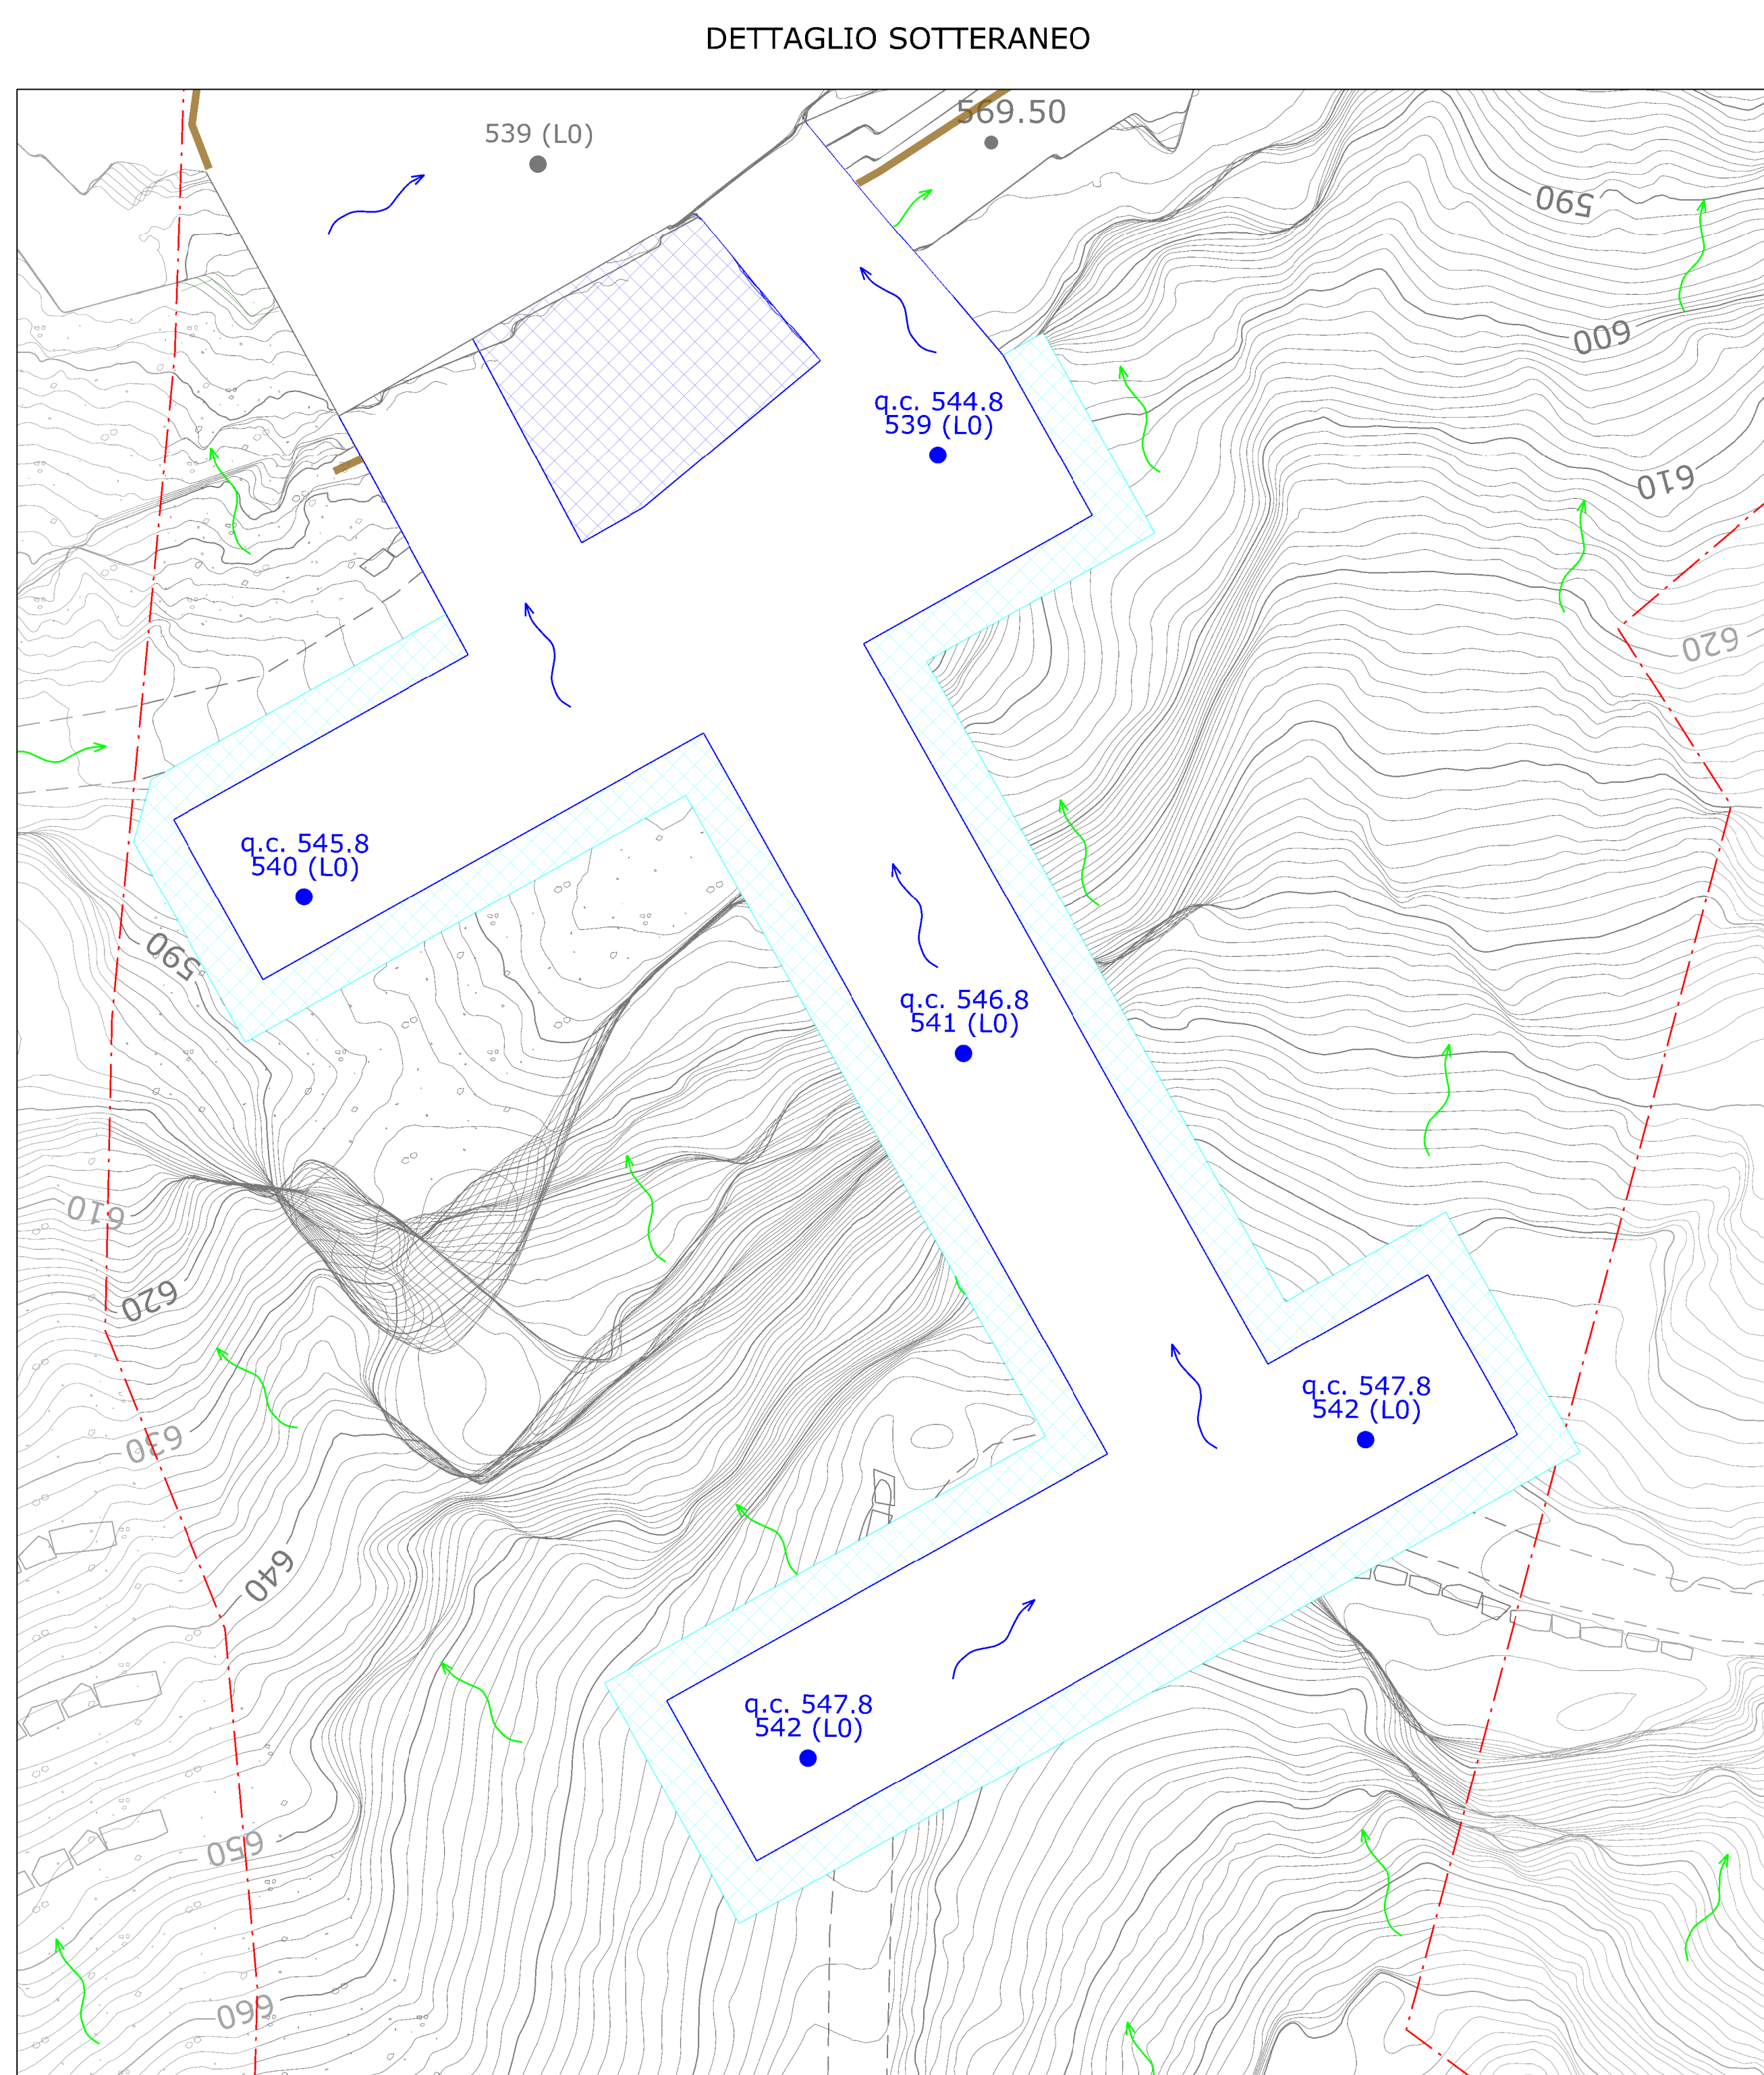 DETTAGLIO SOTTERANEO
569.50
539 (L0)
590
600
q.c. 544.8
539 (L0)
610
620
q.c. 545.8
540 (L0)
590
q.c. 546.8
541 (L0)
610
620
q.c. 547.8
542 (L0)
630
640
q.c. 547.8
542 (L0)
650
660